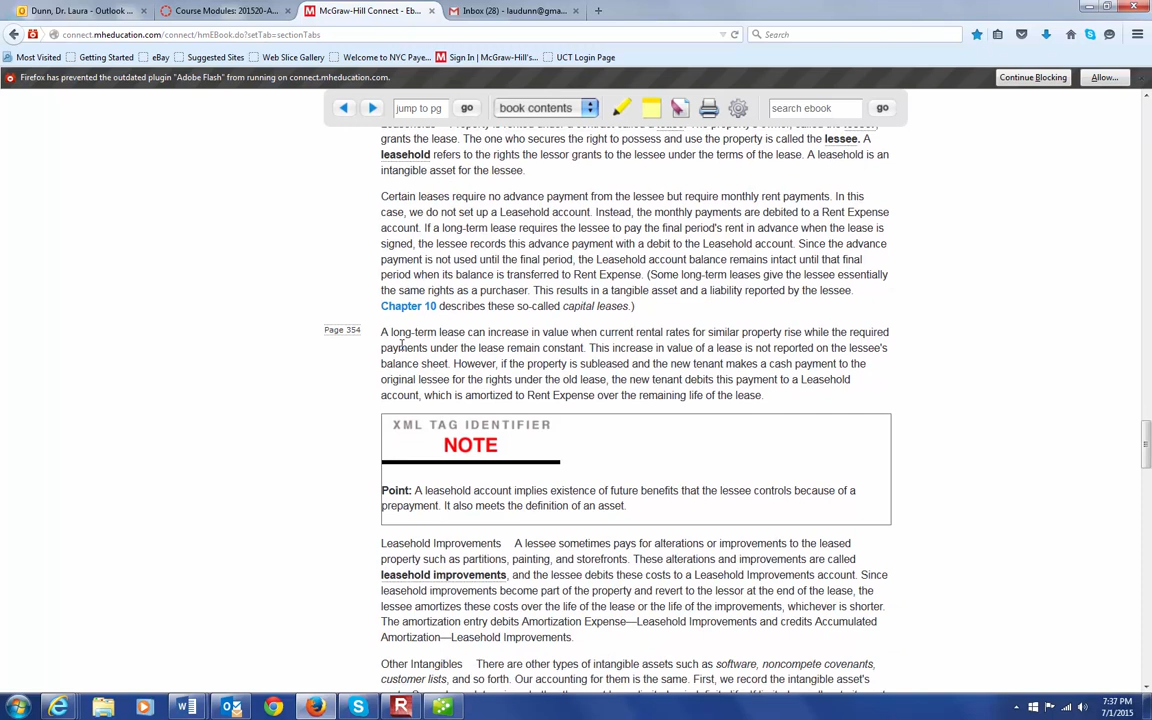 Dunn, Dr. Laura - Outlook ...
Course Modules: 201520-A...
McGraw-Hill Connect - Eb...
Inbox (28) - laudunn@gma...
connect.mheducation.com/connect/hmEBook.do?setTab=sectionTabs
Search
Most Visited Getting Started eBay Suggested Sites Web Slice Gallery Welcome to NYC Paye... Sign In | McGraw-Hill's... UCT Login Page
Firefox has prevented the outdated plugin "Adobe Flash" from running on connect.mheducation.com.
Continue Blocking
Allow...
jump to pg go book contents search ebook go
grants the lease. The one who secures the right to possess and use the property is called the lessee. A
leasehold refers to the rights the lessor grants to the lessee under the terms of the lease. A leasehold is an
intangible asset for the lessee.
Certain leases require no advance payment from the lessee but require monthly rent payments. In this
case, we do not set up a Leasehold account. Instead, the monthly payments are debited to a Rent Expense
account. If a long-term lease requires the lessee to pay the final period's rent in advance when the lease is
signed, the lessee records this advance payment with a debit to the Leasehold account. Since the advance
payment is not used until the final period, the Leasehold account balance remains intact until that final
period when its balance is transferred to Rent Expense. (Some long-term leases give the lessee essentially
the same rights as a purchaser. This results in a tangible asset and a liability reported by the lessee.
Chapter 10 describes these so-called capital leases.)
Page 354
A long-term lease can increase in value when current rental rates for similar property rise while the required
payments under the lease remain constant. This increase in value of a lease is not reported on the lessee's
balance sheet. However, if the property is subleased and the new tenant makes a cash payment to the
original lessee for the rights under the old lease, the new tenant debits this payment to a Leasehold
account, which is amortized to Rent Expense over the remaining life of the lease.
XML TAG IDENTIFIER
NOTE
Point: A leasehold account implies existence of future benefits that the lessee controls because of a
prepayment. It also meets the definition of an asset.
Leasehold Improvements A lessee sometimes pays for alterations or improvements to the leased
property such as partitions, painting, and storefronts. These alterations and improvements are called
leasehold improvements, and the lessee debits these costs to a Leasehold Improvements account. Since
leasehold improvements become part of the property and revert to the lessor at the end of the lease, the
lessee amortizes these costs over the life of the lease or the life of the improvements, whichever is shorter.
The amortization entry debits Amortization Expense—Leasehold Improvements and credits Accumulated
Amortization—Leasehold Improvements.
Other Intangibles There are other types of intangible assets such as software, noncompete covenants,
customer lists, and so forth. Our accounting for them is the same. First, we record the intangible asset's
7:37 PM
7/1/2015